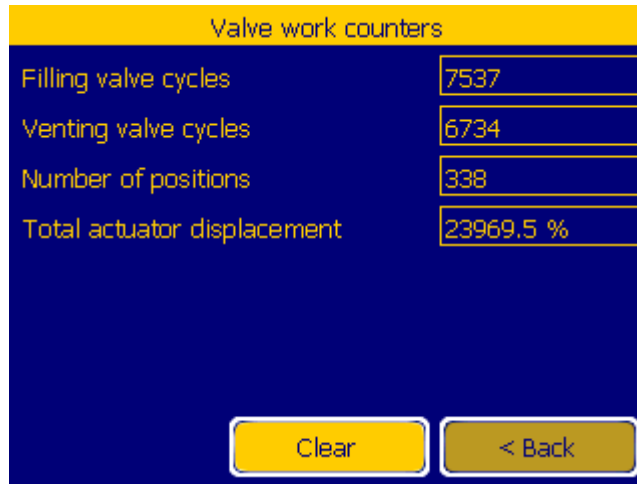 Valve work counters
Filling valve cycles 7537
Venting valve cycles 6734
Number of positions 338
Total actuator displacement 23969.5 %
Clear < Back